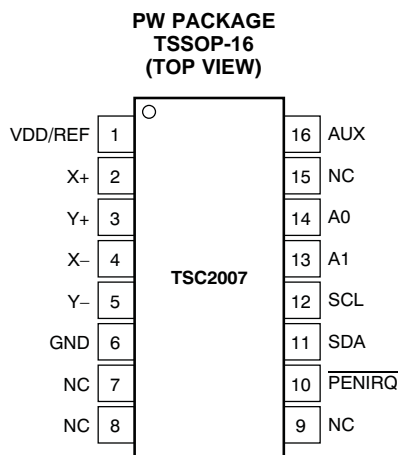 PW PACKAGE
TSSOP-16
(TOP VIEW)
VDD/REF 1 16 AUX
X+ 2 15 NC
Y+ 3 14 A0
X− 4 13 A1
TSC2007
Y− 5 12 SCL
GND 6 11 SDA
NC 7 10 PENIRQ
NC 8 9 NC